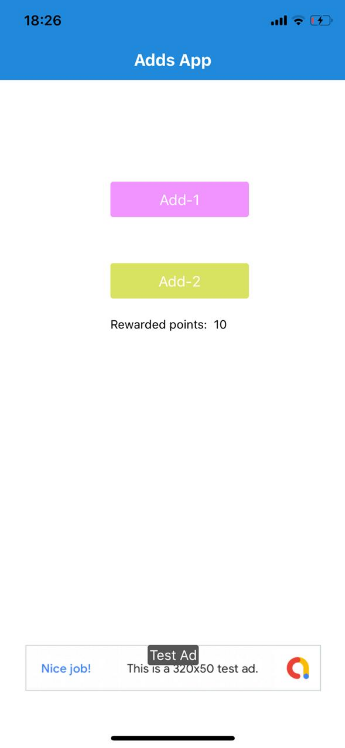 18:26
Adds App
Add-1
Add-2
Rewarded points: 10
Test Ad
Nice job!
This is a 320x50 test ad.